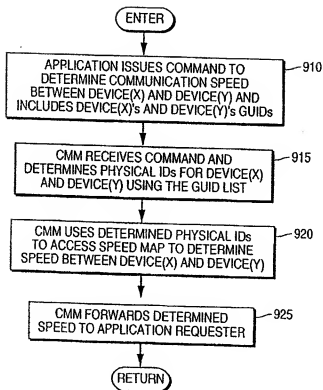 ENTER
APPLICATION ISSUES COMMAND TO
DETERMINE COMMUNICATION SPEED
BETWEEN DEVICE(X) AND DEVICE(Y) AND
INCLUDES DEVICE(X)'s AND DEVICE(Y)'s GUIDs
910
CMM RECEIVES COMMAND AND
DETERMINES PHYSICAL IDs FOR DEVICE(X)
AND DEVICE(Y) USING THE GUID LIST
915
CMM USES DETERMINED PHYSICAL IDs
TO ACCESS SPEED MAP TO DETERMINE
SPEED BETWEEN DEVICE(X) AND DEVICE(Y)
920
CMM FORWARDS DETERMINED
SPEED TO APPLICATION REQUESTER
925
RETURN